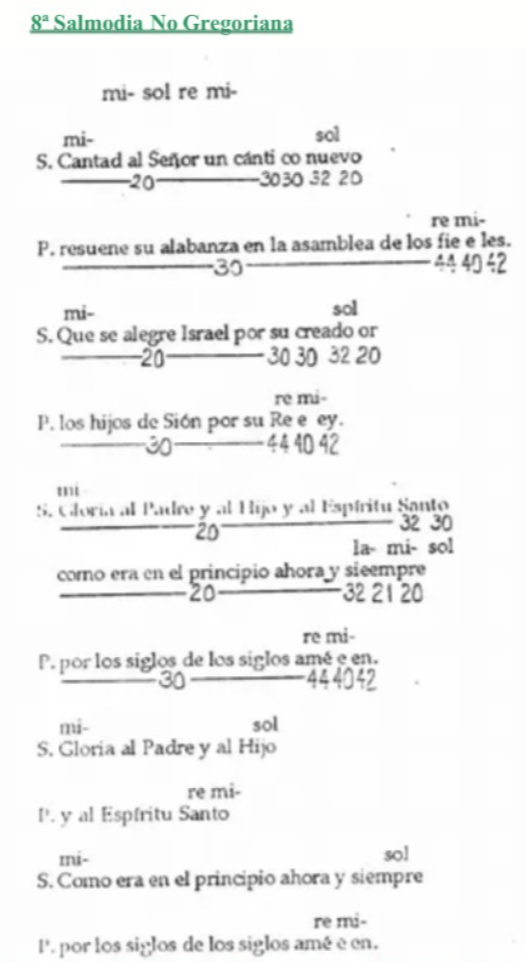 8ª Salmodia No Gregoriana
mi- sol re mi-
mi- sol
S. Cantad al Señor un cánti co nuevo
20 3030 32 20
re mi-
P. resuene su alabanza en la asamblea de los fie e les.
30 44 40 42
mi- sol
S. Que se alegre Israel por su creado or
20 30 30 32 20
re mi-
P. los hijos de Sión por su Re e ey.
30 44 40 42
mi-
S. Gloria al Padre y al Hijo y al Espíritu Santo
20 32 30
la- mi- sol
como era en el principio ahora y sieempre
20 32 21 20
re mi-
P. por los siglos de los siglos amé e en.
30 44 40 42
mi- sol
S. Gloria al Padre y al Hijo
re mi-
P. y al Espíritu Santo
mi- sol
S. Como era en el principio ahora y siempre
re mi-
P. por los siglos de los siglos amé e en.